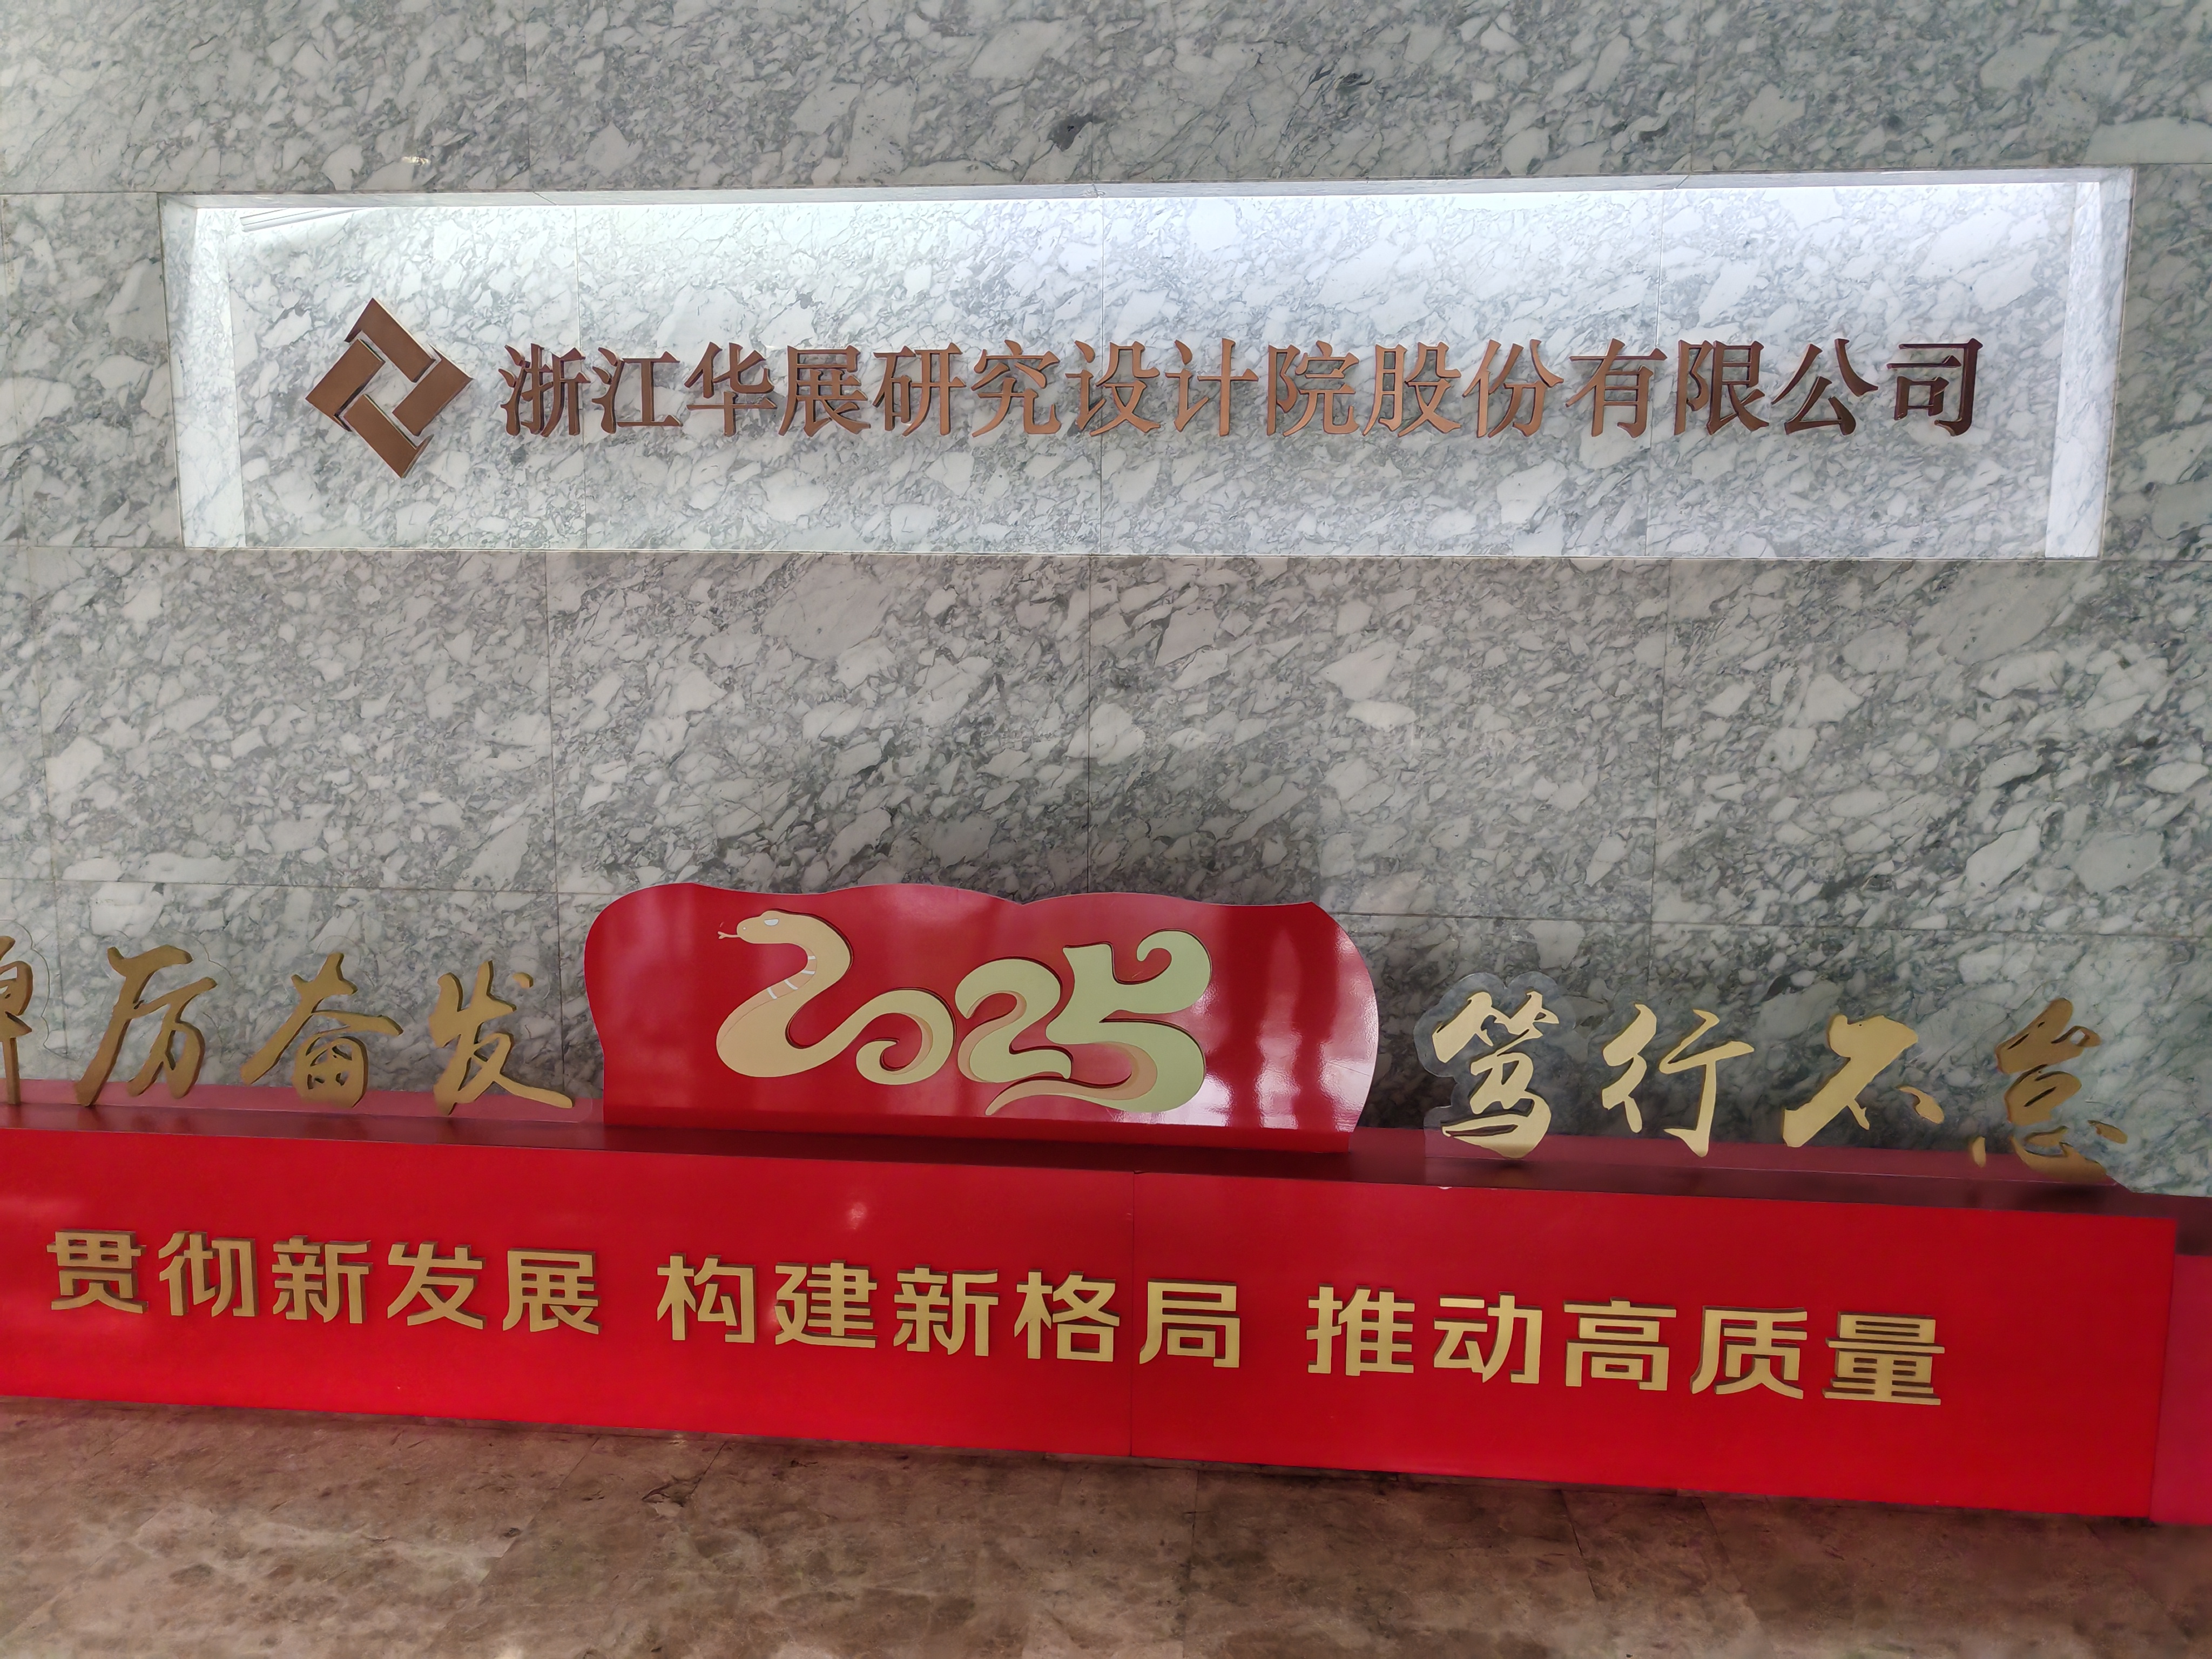 浙江华展研究设计院股份有限公司
厉奋发 2025 笃行不怠
贯彻新发展 构建新格局 推动高质量